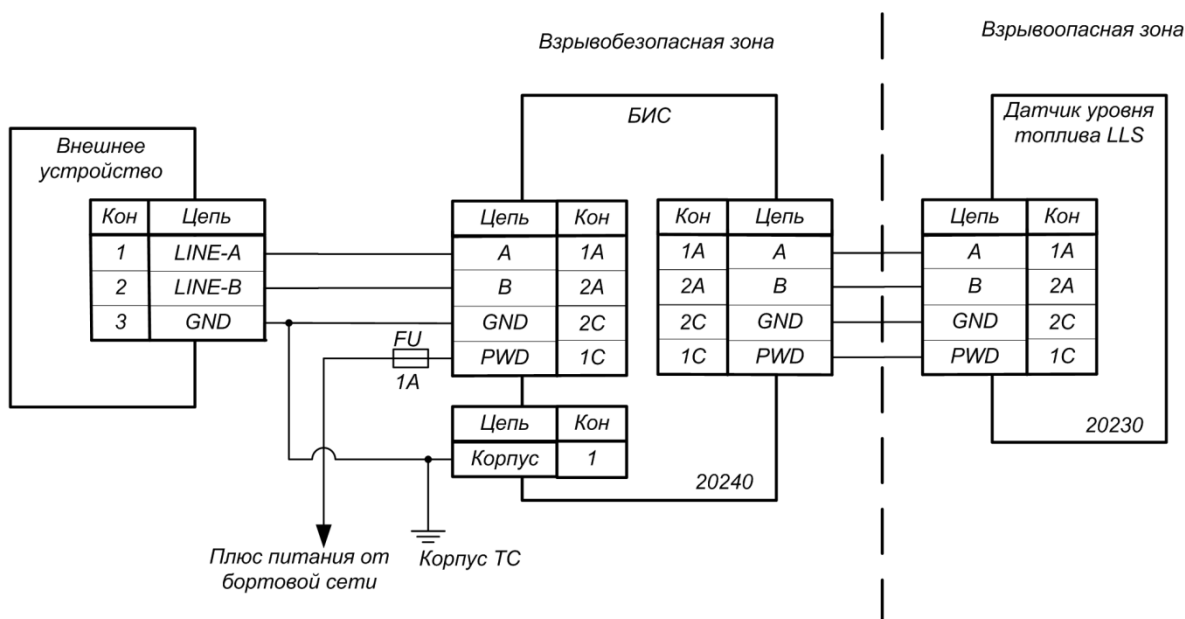 Взрывобезопасная зона
Взрывоопасная зона
Внешнее
устройство
Кон Цепь
1 LINE-A
2 LINE-B
3 GND
БИС
Цепь Кон
A 1A
B 2A
GND 2C
PWD 1C
Кон Цепь
1A A
2A B
2C GND
1C PWD
Датчик уровня
топлива LLS
Цепь Кон
A 1A
B 2A
GND 2C
PWD 1C
20230
FU
1A
Цепь Кон
Корпус 1
20240
Плюс питания от
бортовой сети
Корпус ТС